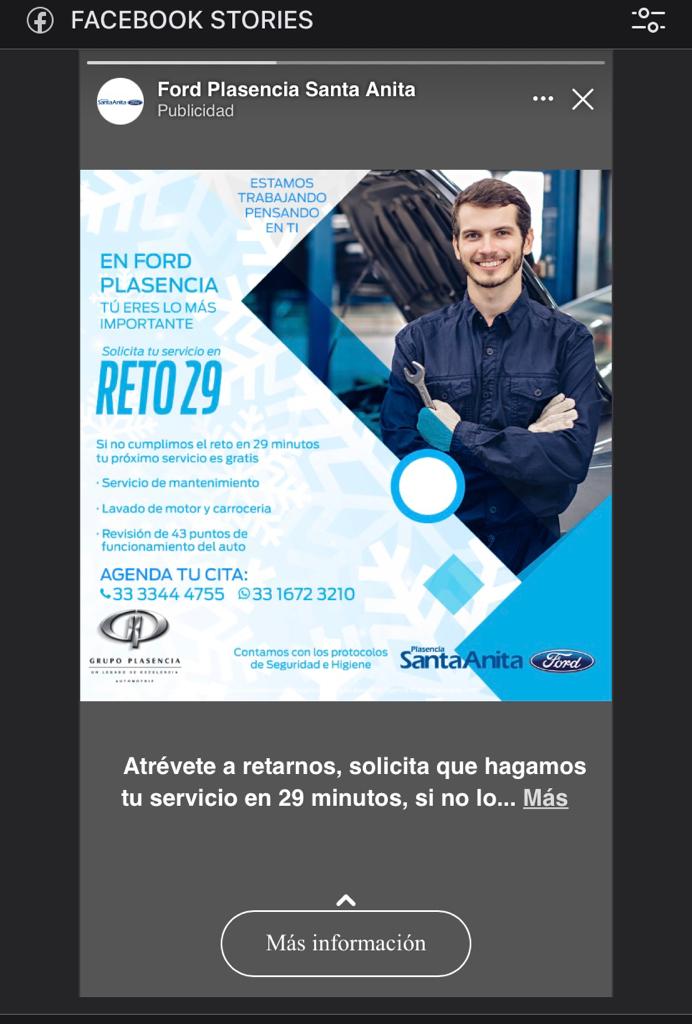 FACEBOOK STORIES
Ford Plasencia Santa Anita
Publicidad
ESTAMOS
TRABAJANDO
PENSANDO
EN TI
EN FORD
PLASENCIA
TÚ ERES LO MÁS
IMPORTANTE
Solicita tu servicio en
RETO 29
Si no cumplimos el reto en 29 minutos
tu próximo servicio es gratis
· Servicio de mantenimiento
· Lavado de motor y carroceria
· Revisión de 43 puntos de
funcionamiento del auto
AGENDA TU CITA:
33 3344 4755 33 1672 3210
GRUPO PLASENCIA
UN LEGADO DE EXCELENCIA
AUTOMOTRIZ
Contamos con los protocolos
de Seguridad e Higiene
Plasencia
SantaAnita Ford
Atrévete a retarnos, solicita que hagamos
tu servicio en 29 minutos, si no lo... Más
Más información